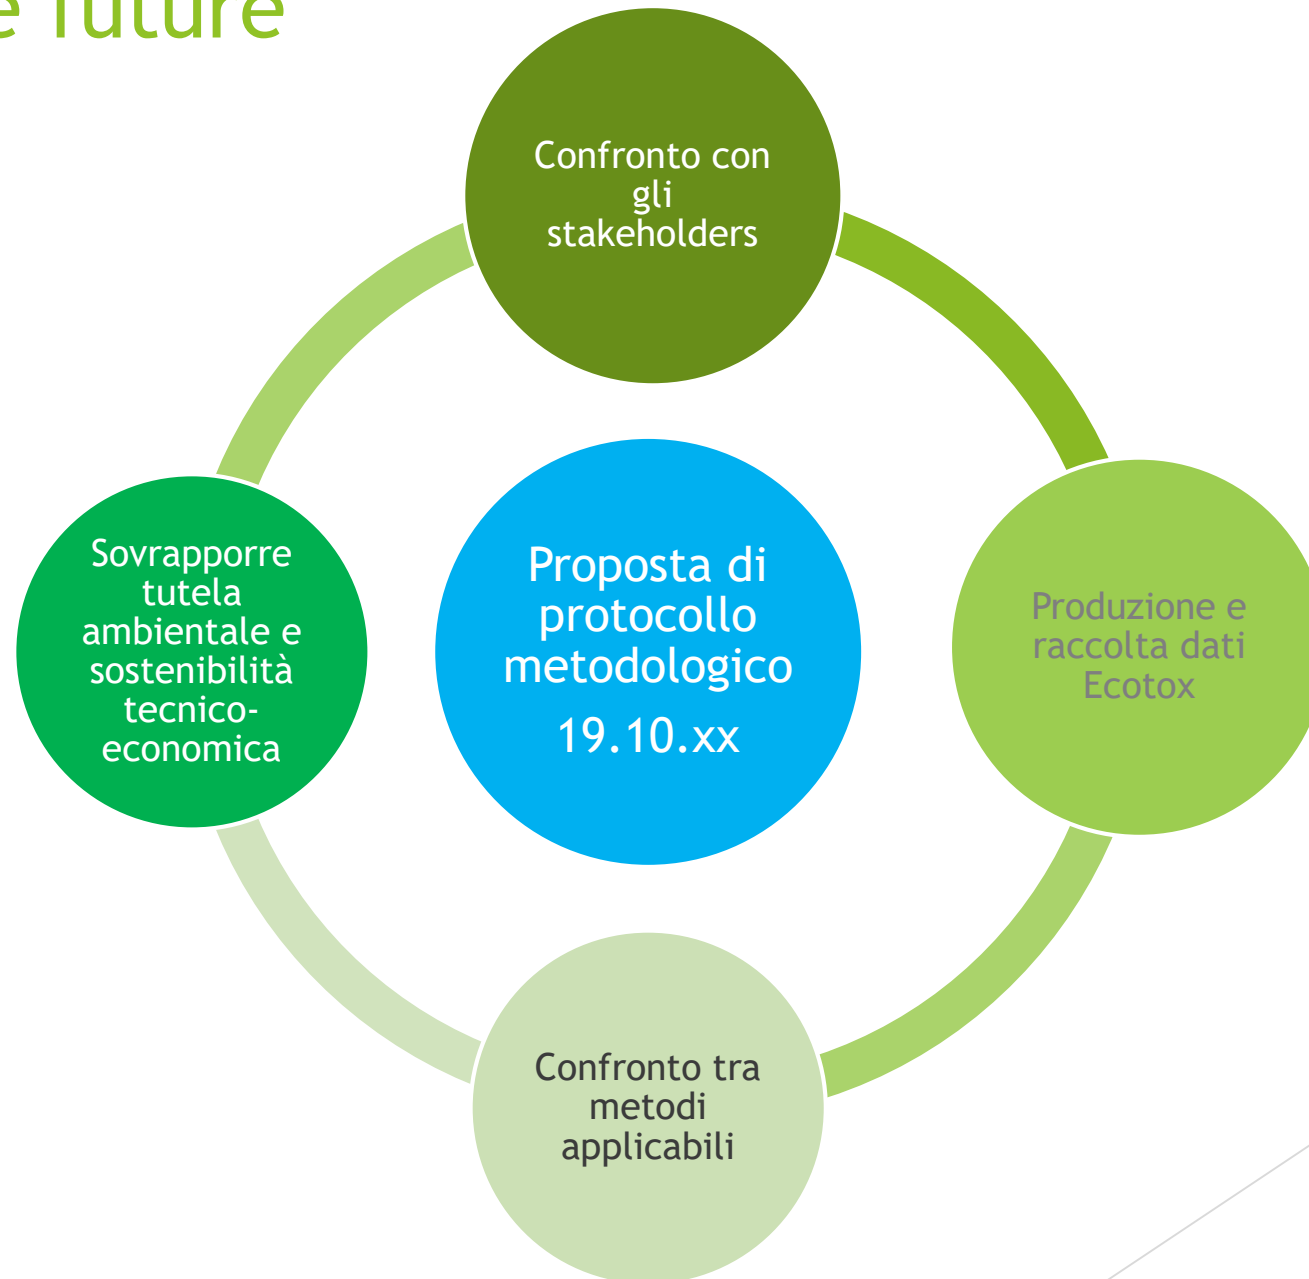 e future
Confronto con
gli
stakeholders
Sovrapporre
tutela
ambientale e
sostenibilità
tecnico-
economica
Proposta di
protocollo
metodologico
19.10.xx
Produzione e
raccolta dati
Ecotox
Confronto tra
metodi
applicabili